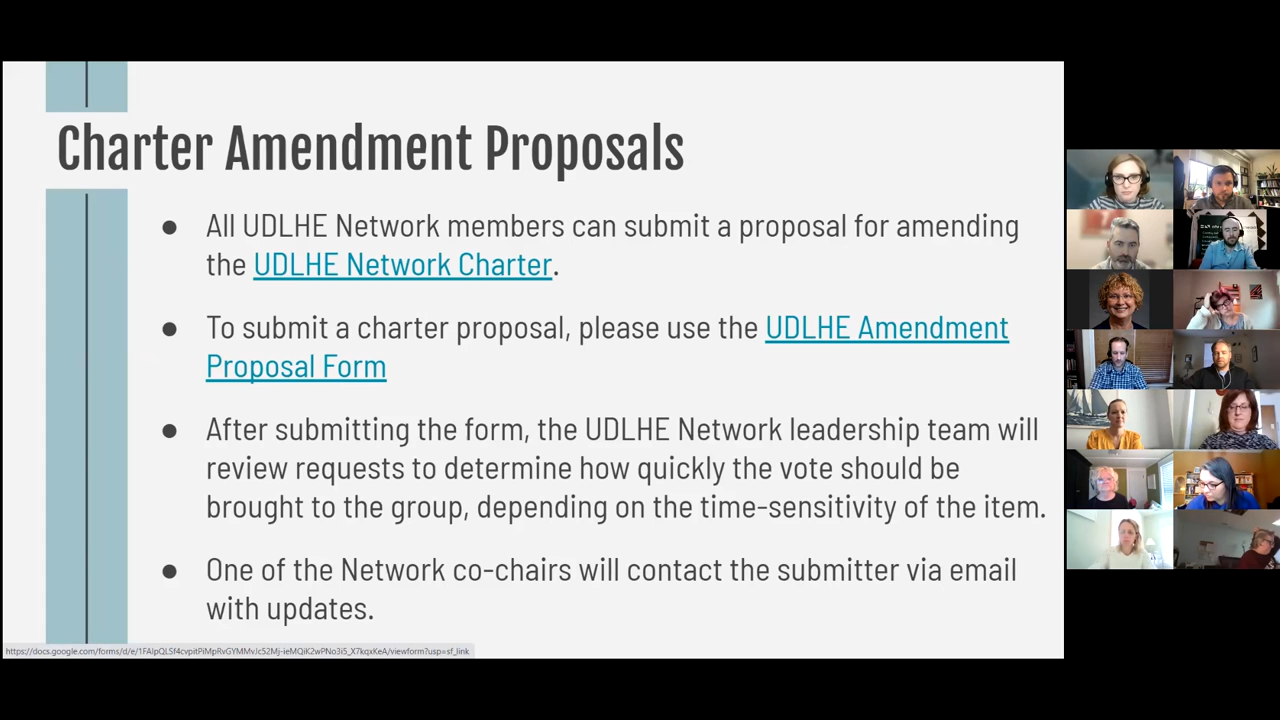 Charter Amendment Proposals
● All UDLHE Network members can submit a proposal for amending
the UDLHE Network Charter.
● To submit a charter proposal, please use the UDLHE Amendment
Proposal Form
● After submitting the form, the UDLHE Network leadership team will
review requests to determine how quickly the vote should be
brought to the group, depending on the time-sensitivity of the item.
● One of the Network co-chairs will contact the submitter via email
with updates.